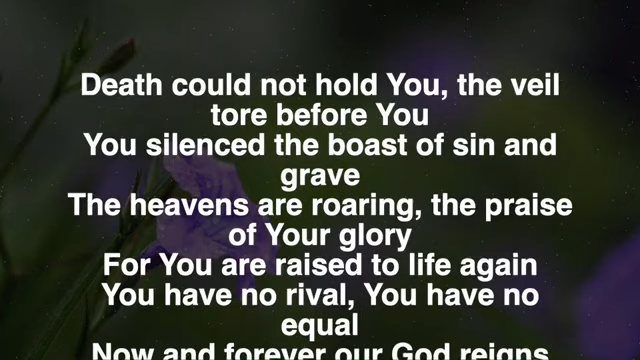 Death could not hold You, the veil
tore before You
You silenced the boast of sin and
grave
The heavens are roaring, the praise
of Your glory
For You are raised to life again
You have no rival, You have no
equal
Now and forever our God reigns